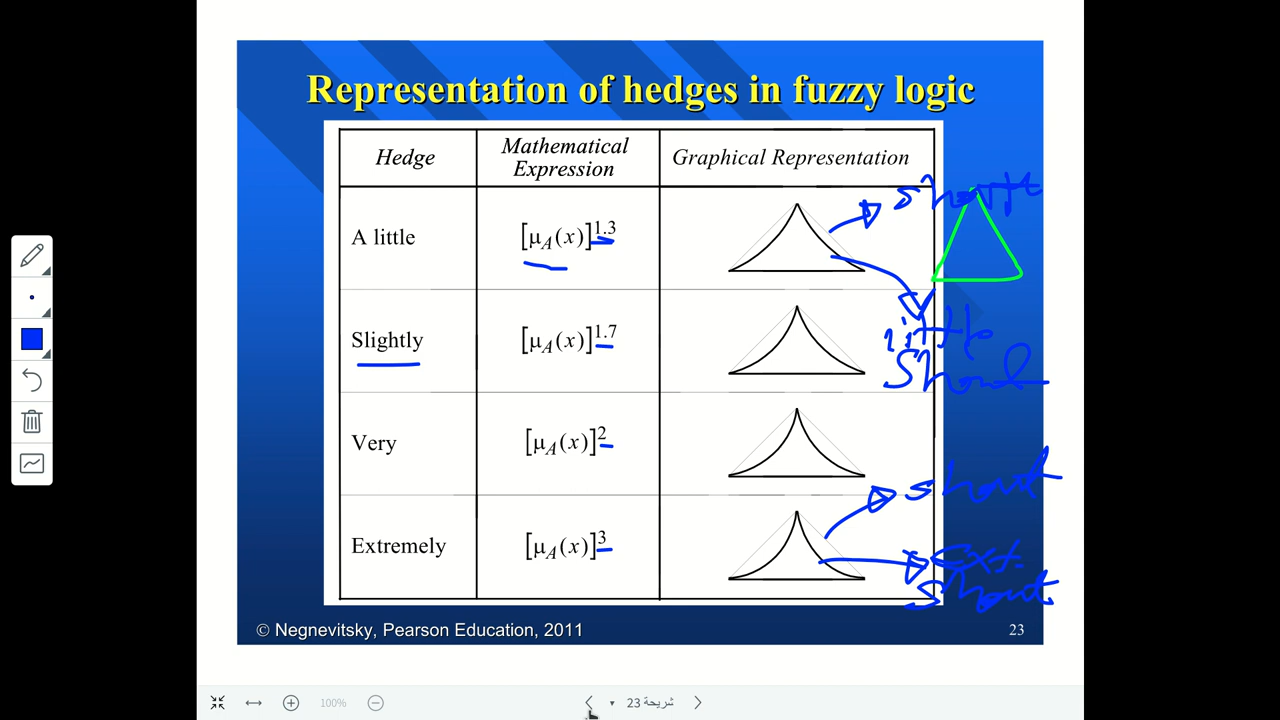 Representation of hedges in fuzzy logic
Hedge
Mathematical
Expression
Graphical Representation
A little
[μA(x)]1.3
short
little
short
Slightly
[μA(x)]1.7
Very
[μA(x)]2
short
Extremely
[μA(x)]3
ext.
short
© Negnevitsky, Pearson Education, 2011
23
100%
شريحة 23